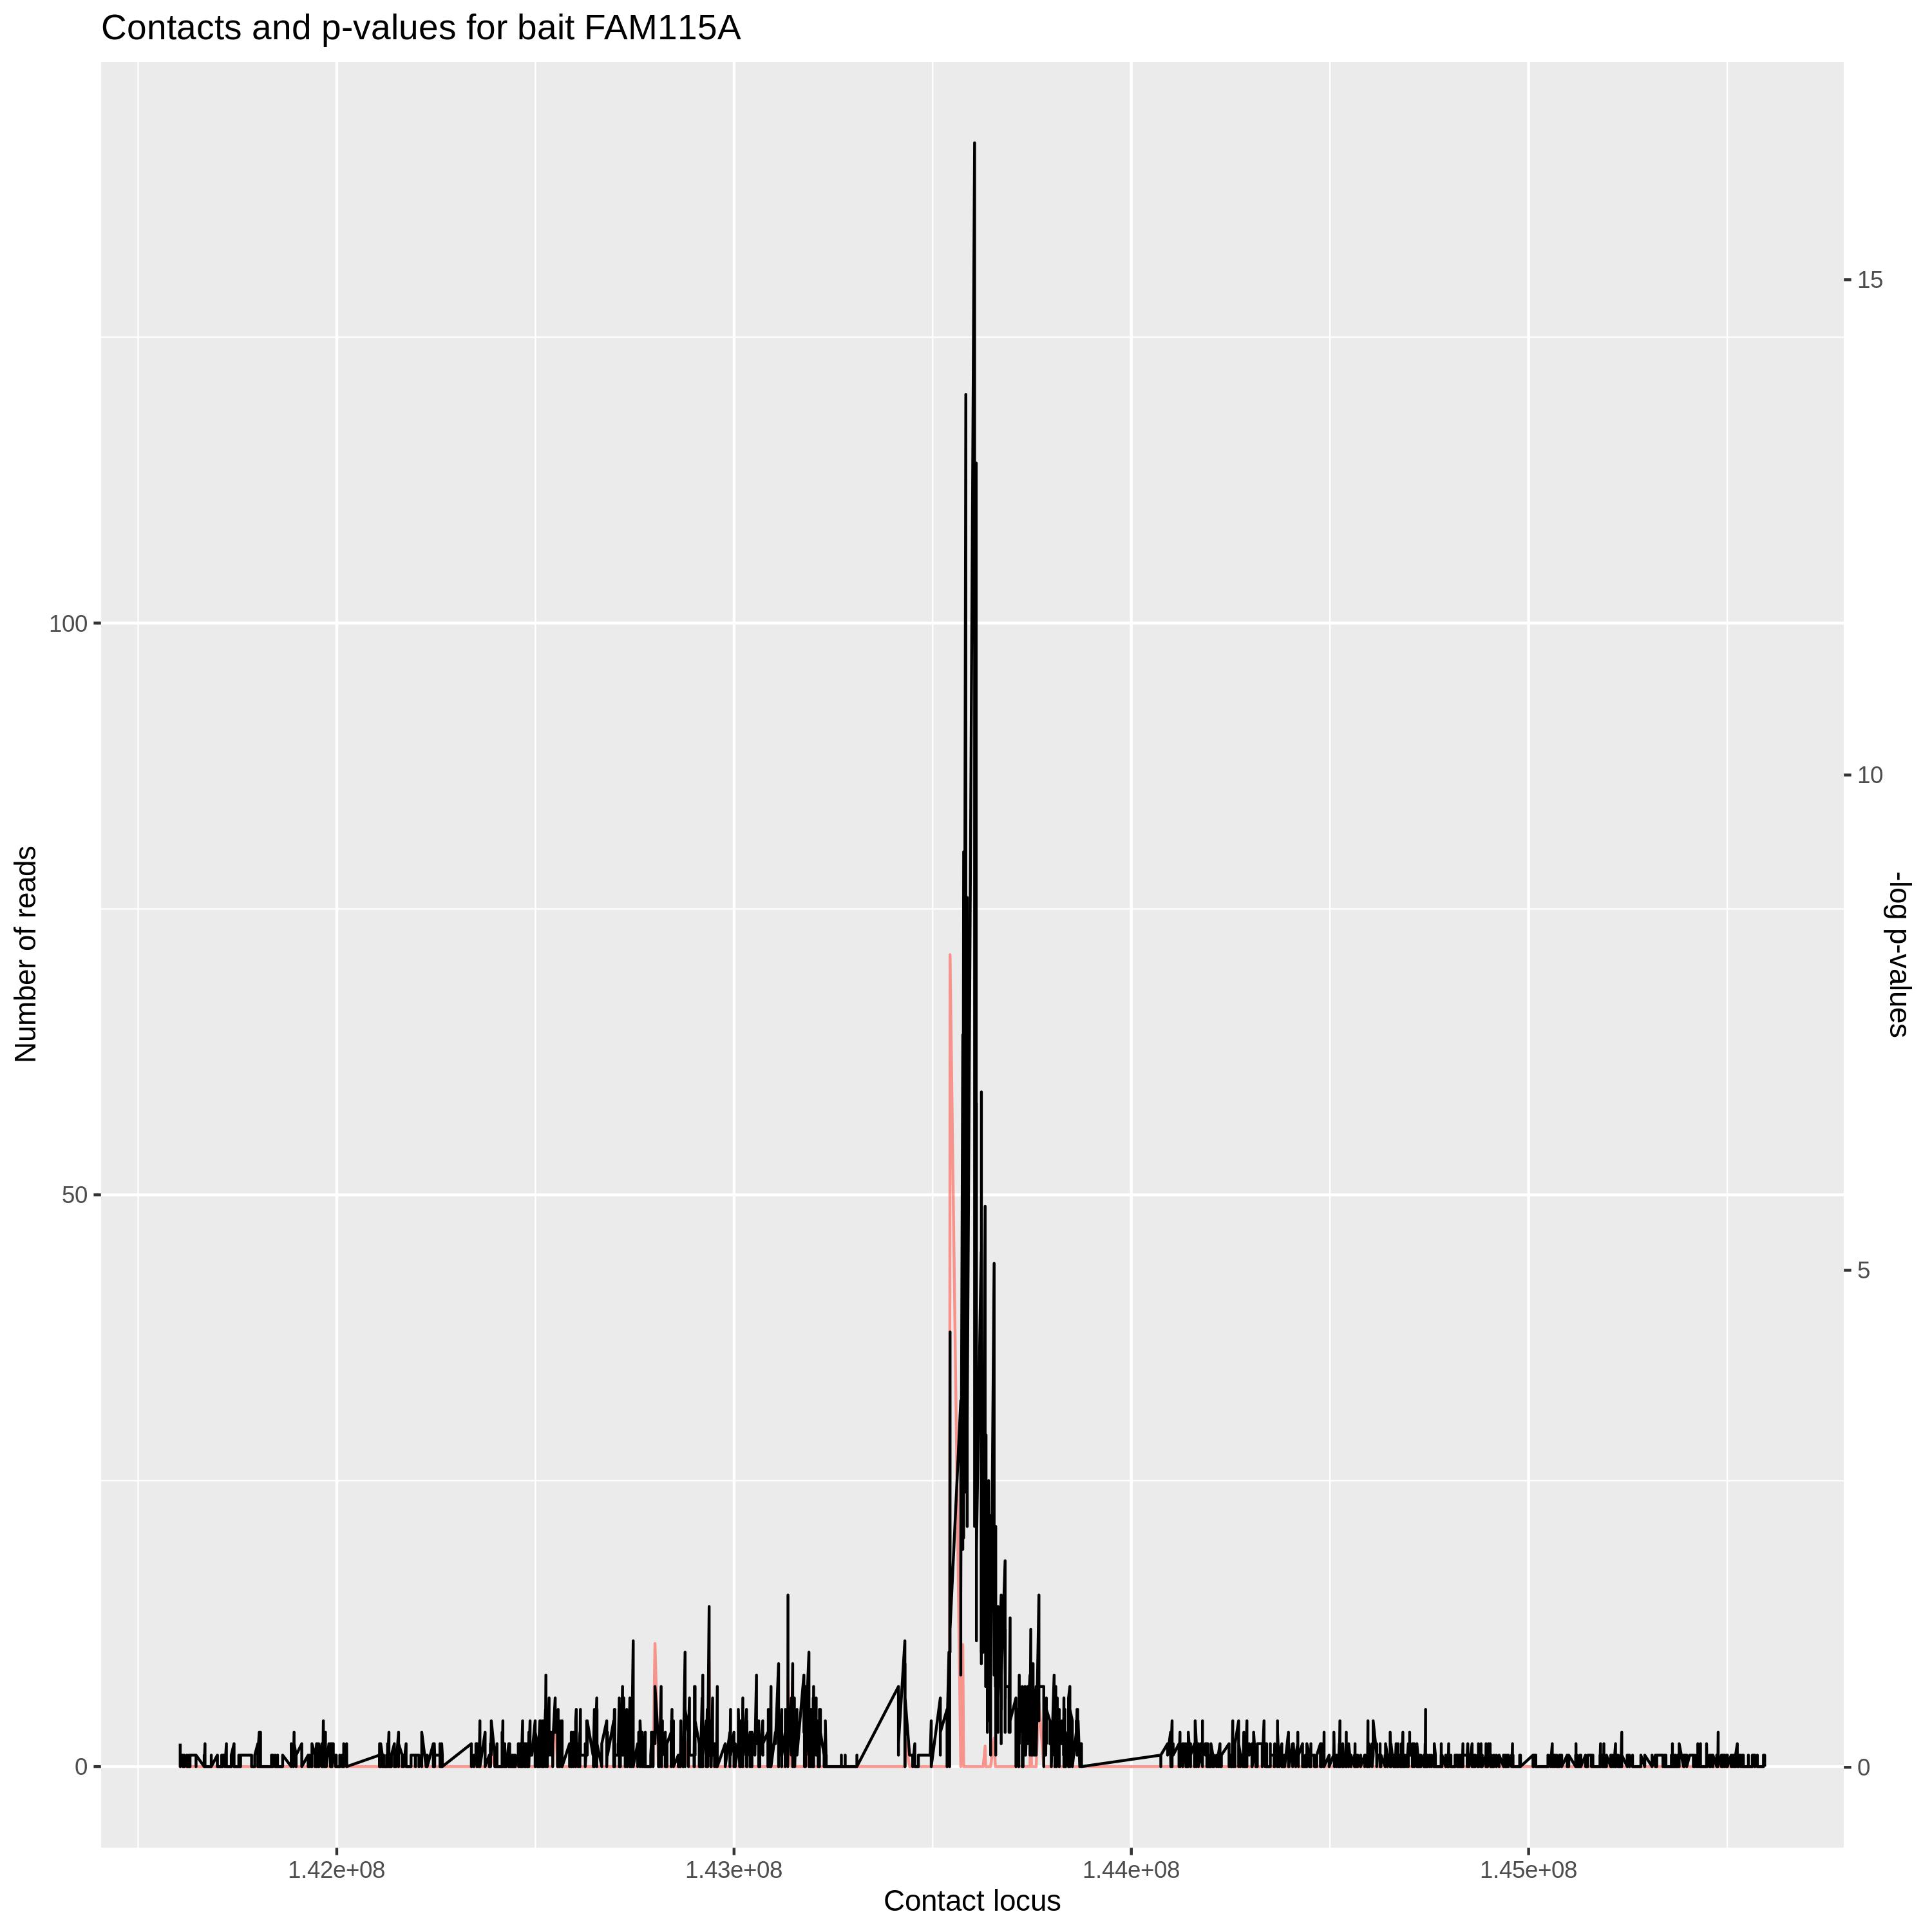 Contacts and p-values for bait FAM115A
Number of reads
100
50
0
15
10
5
0
-log p-values
1.42e+08
1.43e+08
1.44e+08
1.45e+08
Contact locus